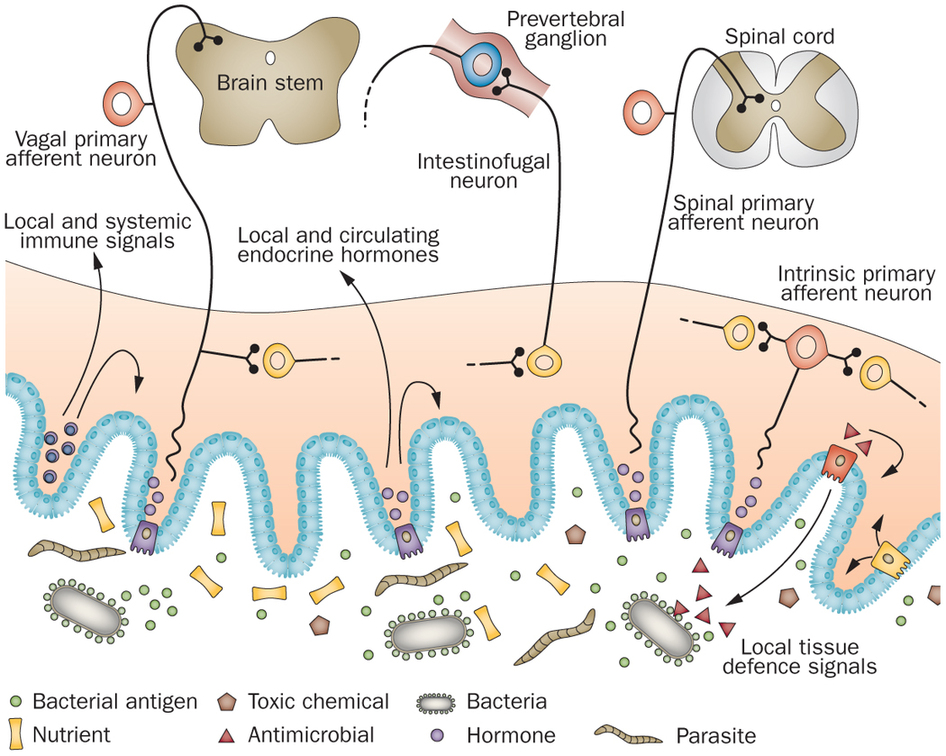 Prevertebral
ganglion
Spinal cord
Brain stem
Vagal primary
afferent neuron
Intestinofugal
neuron
Spinal primary
afferent neuron
Local and systemic
immune signals
Local and circulating
endocrine hormones
Intrinsic primary
afferent neuron
Local tissue
defence signals
Bacterial antigen
Toxic chemical
Bacteria
Nutrient
Antimicrobial
Hormone
Parasite